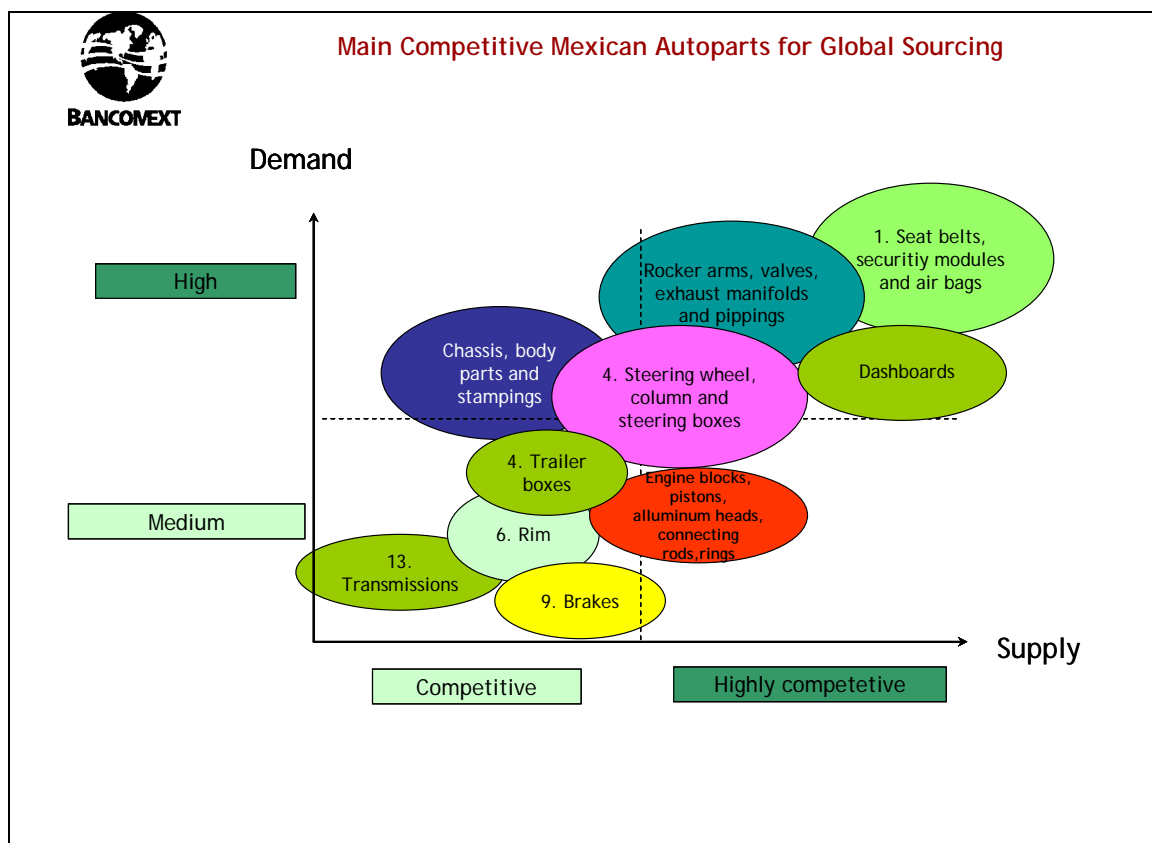 Main Competitive Mexican Autoparts for Global Sourcing
BANCOMEXT
Demand
1. Seat belts,
securitiy modules
and air bags
High
Rocker arms, valves,
exhaust manifolds
and pippings
Chassis, body
parts and
stampings
4. Steering wheel,
column and
steering boxes
Dashboards
4. Trailer
boxes
Engine blocks,
pistons,
alluminum heads,
connecting
rods,rings
Medium
6. Rim
13.
Transmissions
9. Brakes
Supply
Competitive
Highly competetive